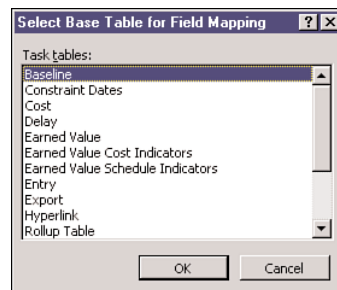 Select Base Table for Field Mapping
Task tables:
Baseline
Constraint Dates
Cost
Delay
Earned Value
Earned Value Cost Indicators
Earned Value Schedule Indicators
Entry
Export
Hyperlink
Rollup Table
OK Cancel